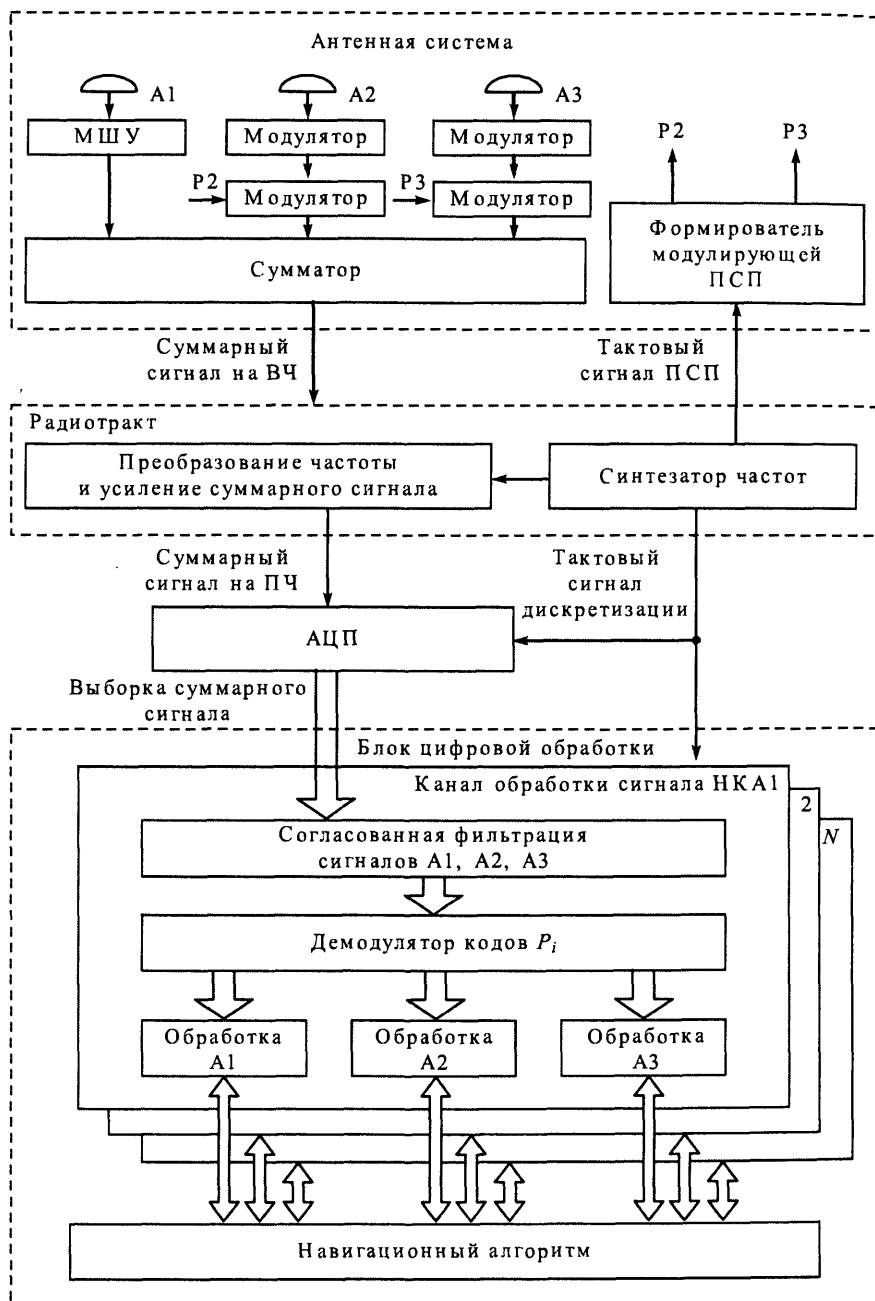 Антенная система
А1
А2
А3
МШУ
Модулятор
Модулятор
Р2
Р3
Р2
Модулятор
Р3
Модулятор
Формирователь
модулирующей
ПСП
Сумматор
Суммарный
сигнал на ВЧ
Тактовый
сигнал ПСП
Радиотракт
Преобразование частоты
и усиление суммарного сигнала
Синтезатор частот
Суммарный
сигнал на ПЧ
Тактовый
сигнал
дискретизации
АЦП
Выборка суммарного
сигнала
Блок цифровой обработки
Канал обработки сигнала НКА1
2
N
Согласованная фильтрация
сигналов А1, А2, А3
Демодулятор кодов Pi
Обработка
А1
Обработка
А2
Обработка
А3
Навигационный алгоритм